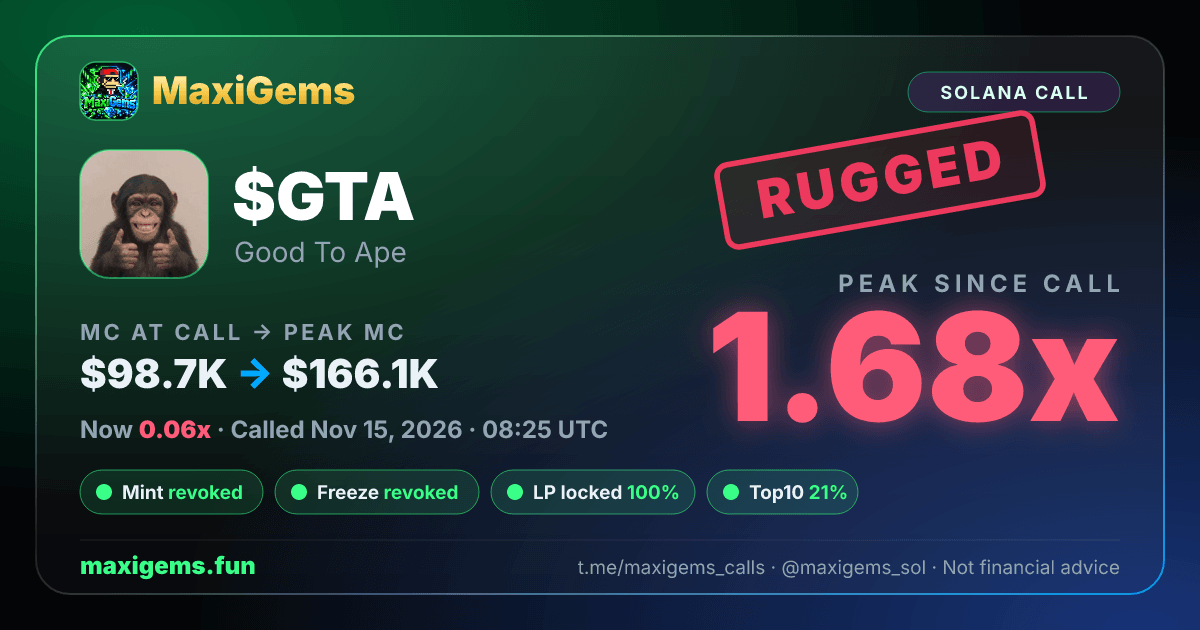 MaxiGems
SOLANA CALL
RUGGED
$GTA
Good To Ape
PEAK SINCE CALL
1.68x
MC AT CALL → PEAK MC
$98.7K → $166.1K
Now 0.06x · Called Nov 15, 2026 · 08:25 UTC
Mint revoked
Freeze revoked
LP locked 100%
Top10 21%
maxigems.fun
t.me/maxigems_calls · @maxigems_sol · Not financial advice